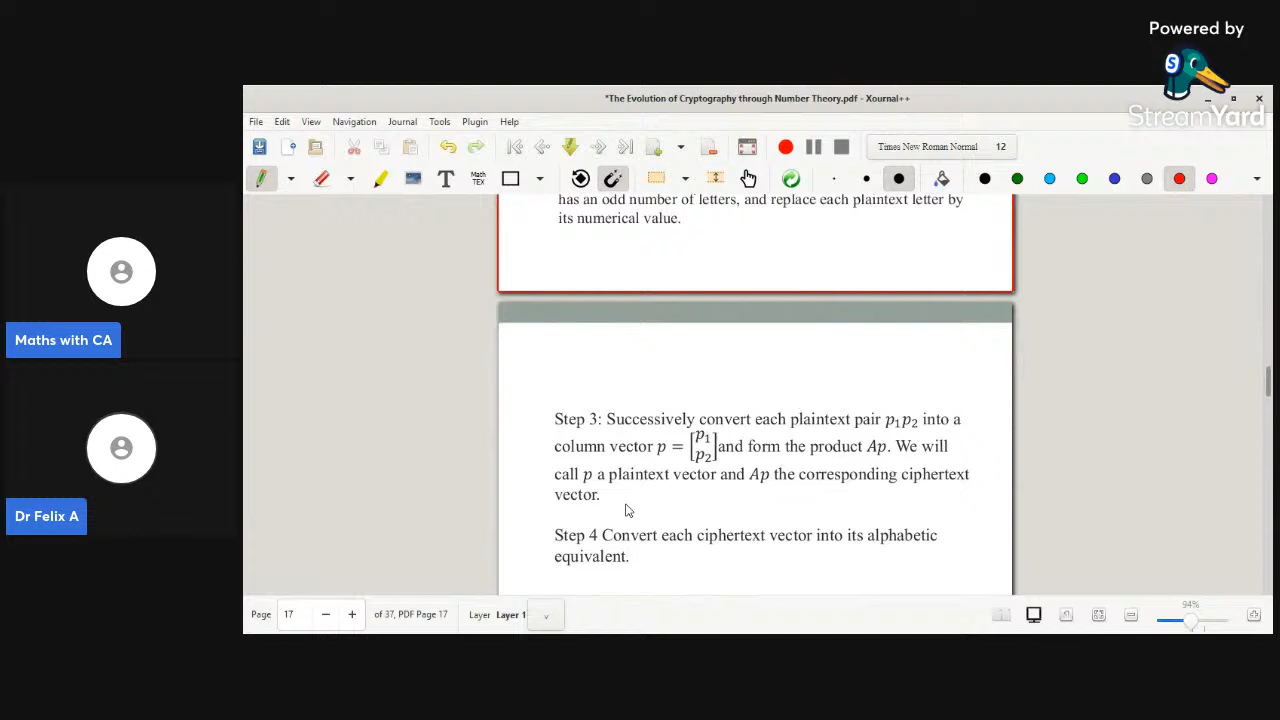 Powered by
StreamYard
*The Evolution of Cryptography through Number Theory.pdf - Xournal++
File Edit View Navigation Journal Tools Plugin Help
Times New Roman Normal 12
T Math TEX
has an odd number of letters, and replace each plaintext letter by
its numerical value.
Maths with CA
Step 3: Successively convert each plaintext pair p₁p₂ into a
column vector p = [p₁ p₂] and form the product Ap. We will
call p a plaintext vector and Ap the corresponding ciphertext
vector.
Dr Felix A
Step 4 Convert each ciphertext vector into its alphabetic
equivalent.
Page 17 − + of 37, PDF Page 17 Layer Layer 1 94%